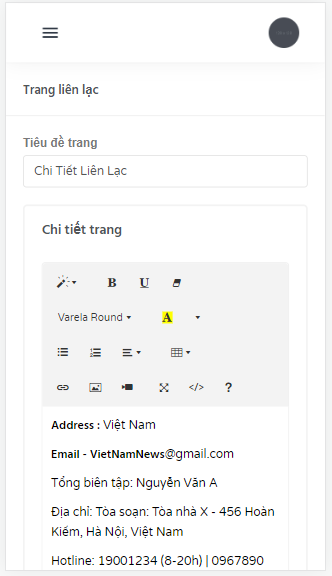 Trang liên lạc
Tiêu đề trang
Chi Tiết Liên Lạc
Chi tiết trang
B U
Varela Round A
</> ?
Address : Việt Nam
Email - VietNamNews@gmail.com
Tổng biên tập: Nguyễn Văn A
Địa chỉ: Tòa soạn: Tòa nhà X - 456 Hoàn
Kiếm, Hà Nội, Việt Nam
Hotline: 19001234 (8-20h) | 0967890